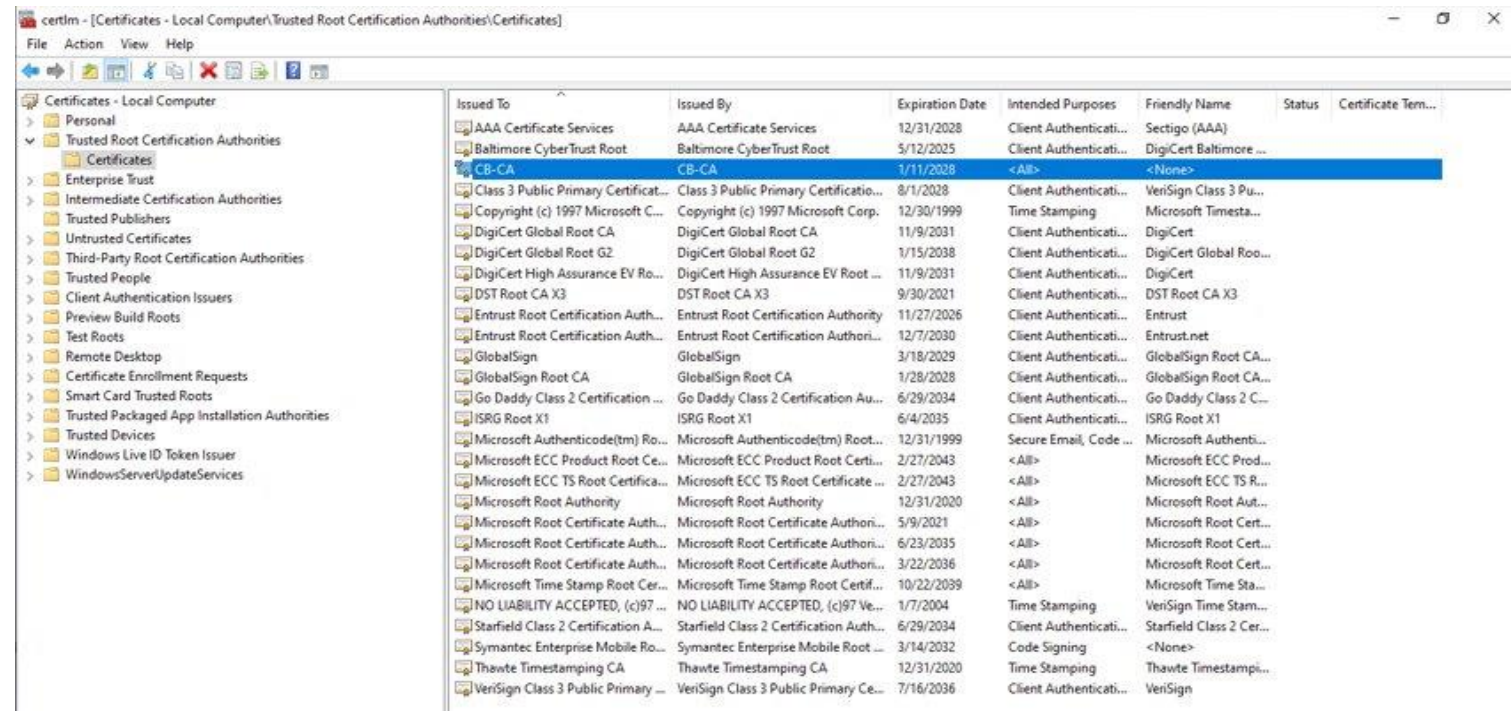 certlm - [Certificates - Local Computer\Trusted Root Certification Authorities\Certificates]
File Action View Help
Certificates - Local Computer
Personal
Trusted Root Certification Authorities
Certificates
Enterprise Trust
Intermediate Certification Authorities
Trusted Publishers
Untrusted Certificates
Third-Party Root Certification Authorities
Trusted People
Client Authentication Issuers
Preview Build Roots
Test Roots
Remote Desktop
Certificate Enrollment Requests
Smart Card Trusted Roots
Trusted Packaged App Installation Authorities
Trusted Devices
Windows Live ID Token Issuer
WindowsServerUpdateServices
Issued To Issued By Expiration Date Intended Purposes Friendly Name Status Certificate Tem...
AAA Certificate Services AAA Certificate Services 12/31/2028 Client Authenticati... Sectigo (AAA)
Baltimore CyberTrust Root Baltimore CyberTrust Root 5/12/2025 Client Authenticati... DigiCert Baltimore ...
CB-CA CB-CA 1/11/2028 <All> <None>
Class 3 Public Primary Certificat... Class 3 Public Primary Certificatio... 8/1/2028 Client Authenticati... VeriSign Class 3 Pu...
Copyright (c) 1997 Microsoft C... Copyright (c) 1997 Microsoft Corp. 12/30/1999 Time Stamping Microsoft Timesta...
DigiCert Global Root CA DigiCert Global Root CA 11/9/2031 Client Authenticati... DigiCert
DigiCert Global Root G2 DigiCert Global Root G2 1/15/2038 Client Authenticati... DigiCert Global Roo...
DigiCert High Assurance EV Ro... DigiCert High Assurance EV Root ... 11/9/2031 Client Authenticati... DigiCert
DST Root CA X3 DST Root CA X3 9/30/2021 Client Authenticati... DST Root CA X3
Entrust Root Certification Auth... Entrust Root Certification Authority 11/27/2026 Client Authenticati... Entrust
Entrust Root Certification Auth... Entrust Root Certification Authori... 12/7/2030 Client Authenticati... Entrust.net
GlobalSign GlobalSign 3/18/2029 Client Authenticati... GlobalSign Root CA...
GlobalSign Root CA GlobalSign Root CA 1/28/2028 Client Authenticati... GlobalSign Root CA...
Go Daddy Class 2 Certification ... Go Daddy Class 2 Certification Au... 6/29/2034 Client Authenticati... Go Daddy Class 2 C...
ISRG Root X1 ISRG Root X1 6/4/2035 Client Authenticati... ISRG Root X1
Microsoft Authenticode(tm) Ro... Microsoft Authenticode(tm) Root... 12/31/1999 Secure Email, Code ... Microsoft Authenti...
Microsoft ECC Product Root Ce... Microsoft ECC Product Root Certi... 2/27/2043 <All> Microsoft ECC Prod...
Microsoft ECC TS Root Certifica... Microsoft ECC TS Root Certificate ... 2/27/2043 <All> Microsoft ECC TS R...
Microsoft Root Authority Microsoft Root Authority 12/31/2020 <All> Microsoft Root Aut...
Microsoft Root Certificate Auth... Microsoft Root Certificate Authori... 5/9/2021 <All> Microsoft Root Cert...
Microsoft Root Certificate Auth... Microsoft Root Certificate Authori... 6/23/2035 <All> Microsoft Root Cert...
Microsoft Root Certificate Auth... Microsoft Root Certificate Authori... 3/22/2036 <All> Microsoft Root Cert...
Microsoft Time Stamp Root Cer... Microsoft Time Stamp Root Certif... 10/22/2039 <All> Microsoft Time Sta...
NO LIABILITY ACCEPTED, (c)97 ... NO LIABILITY ACCEPTED, (c)97 Ve... 1/7/2004 Time Stamping VeriSign Time Stam...
Starfield Class 2 Certification A... Starfield Class 2 Certification Auth... 6/29/2034 Client Authenticati... Starfield Class 2 Cer...
Symantec Enterprise Mobile Ro... Symantec Enterprise Mobile Root ... 3/14/2032 Code Signing <None>
Thawte Timestamping CA Thawte Timestamping CA 12/31/2020 Time Stamping Thawte Timestampi...
VeriSign Class 3 Public Primary ... VeriSign Class 3 Public Primary Ce... 7/16/2036 Client Authenticati... VeriSign